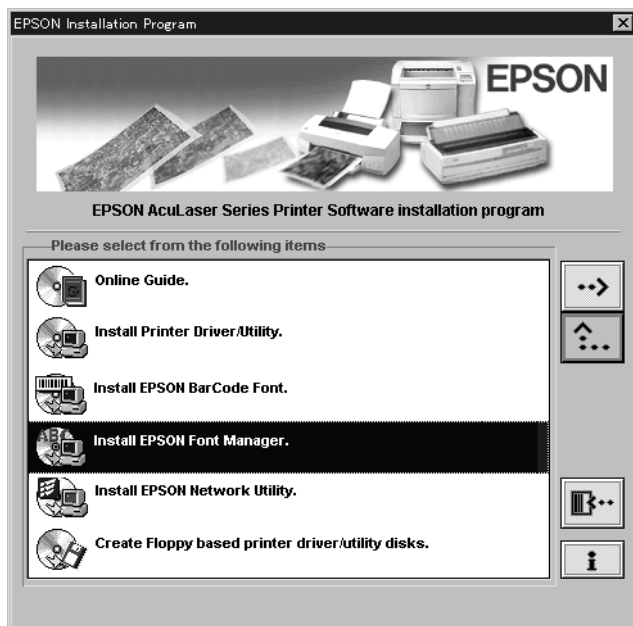 EPSON Installation Program
EPSON
EPSON AcuLaser Series Printer Software installation program
Please select from the following items
Online Guide.
Install Printer Driver/Utility.
Install EPSON BarCode Font.
Install EPSON Font Manager.
Install EPSON Network Utility.
Create Floppy based printer driver/utility disks.